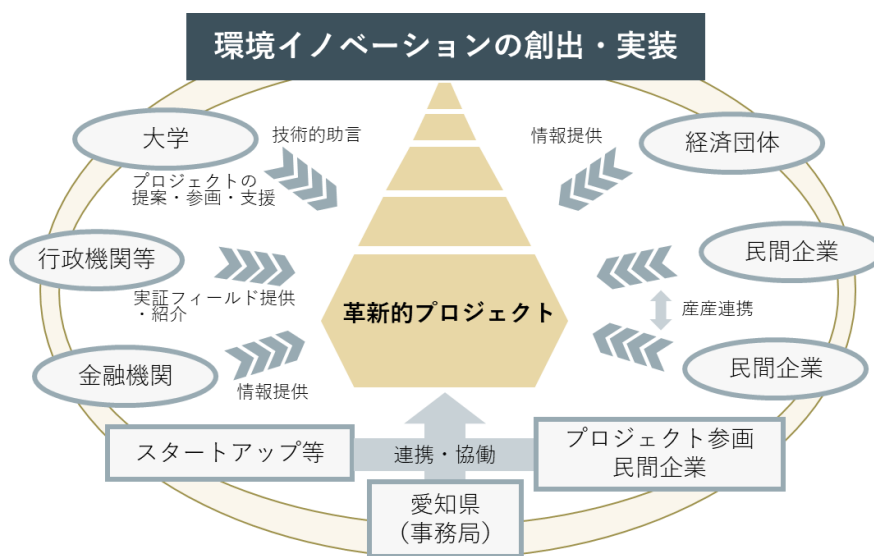 環境イノベーションの創出・実装
大学
技術的助言
プロジェクトの
提案・参画・支援
情報提供
経済団体
行政機関等
実証フィールド提供
・紹介
民間企業
産産連携
革新的プロジェクト
金融機関
情報提供
民間企業
スタートアップ等
連携・協働
プロジェクト参画
民間企業
愛知県
（事務局）